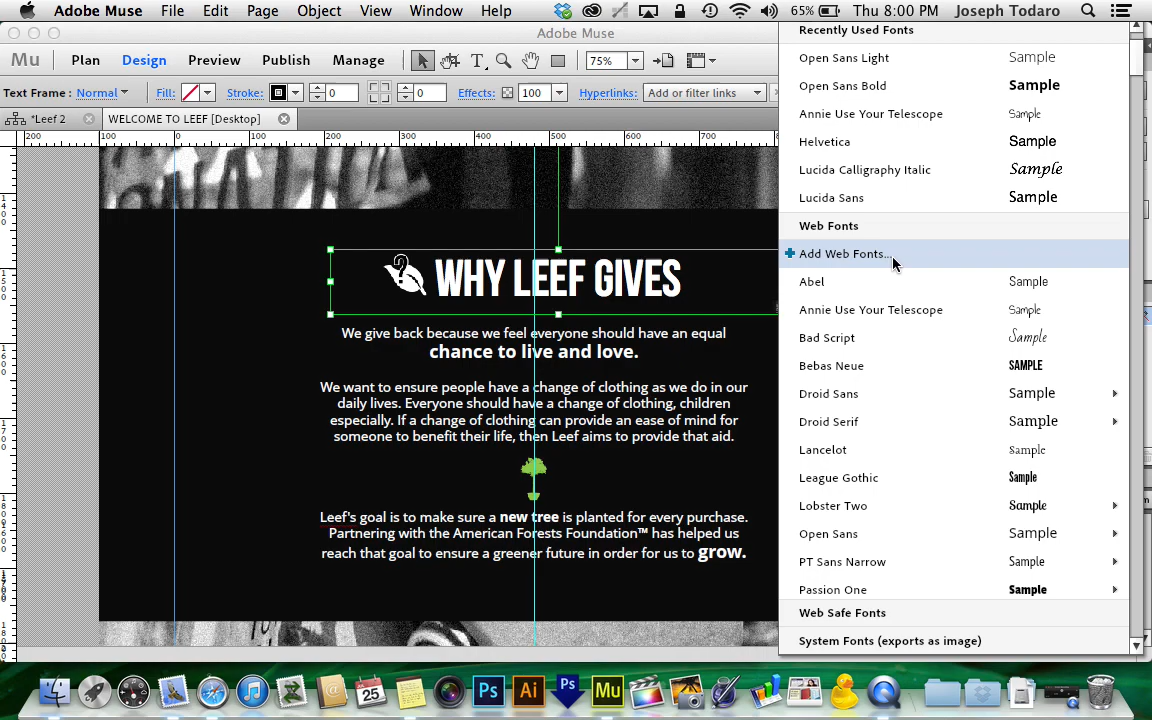 Adobe Muse File Edit Page Object View Window Help 65% Thu 8:00 PM Joseph Todaro
Adobe Muse
Mu Plan Design Preview Publish Manage T 75%
Text Frame: Normal Fill: Stroke: 0 0 Effects: 100 Hyperlinks: Add or filter links
*Leef 2 WELCOME TO LEEF [Desktop]
200 100 0 100 200 300 400 500 600 700
WHY LEEF GIVES
We give back because we feel everyone should have an equal
chance to live and love.
We want to ensure people have a change of clothing as we do in our
daily lives. Everyone should have a change of clothing, children
especially. If a change of clothing can provide an ease of mind for
someone to benefit their life, then Leef aims to provide that aid.
Leef's goal is to make sure a new tree is planted for every purchase.
Partnering with the American Forests Foundation™ has helped us
reach that goal to ensure a greener future in order for us to grow.
Recently Used Fonts
Open Sans Light Sample
Open Sans Bold Sample
Annie Use Your Telescope Sample
Helvetica Sample
Lucida Calligraphy Italic Sample
Lucida Sans Sample
Web Fonts
Add Web Fonts...
Abel Sample
Annie Use Your Telescope Sample
Bad Script Sample
Bebas Neue SAMPLE
Droid Sans Sample
Droid Serif Sample
Lancelot Sample
League Gothic Sample
Lobster Two Sample
Open Sans Sample
PT Sans Narrow Sample
Passion One Sample
Web Safe Fonts
System Fonts (exports as image)
25 Ps Ai Ps Mu